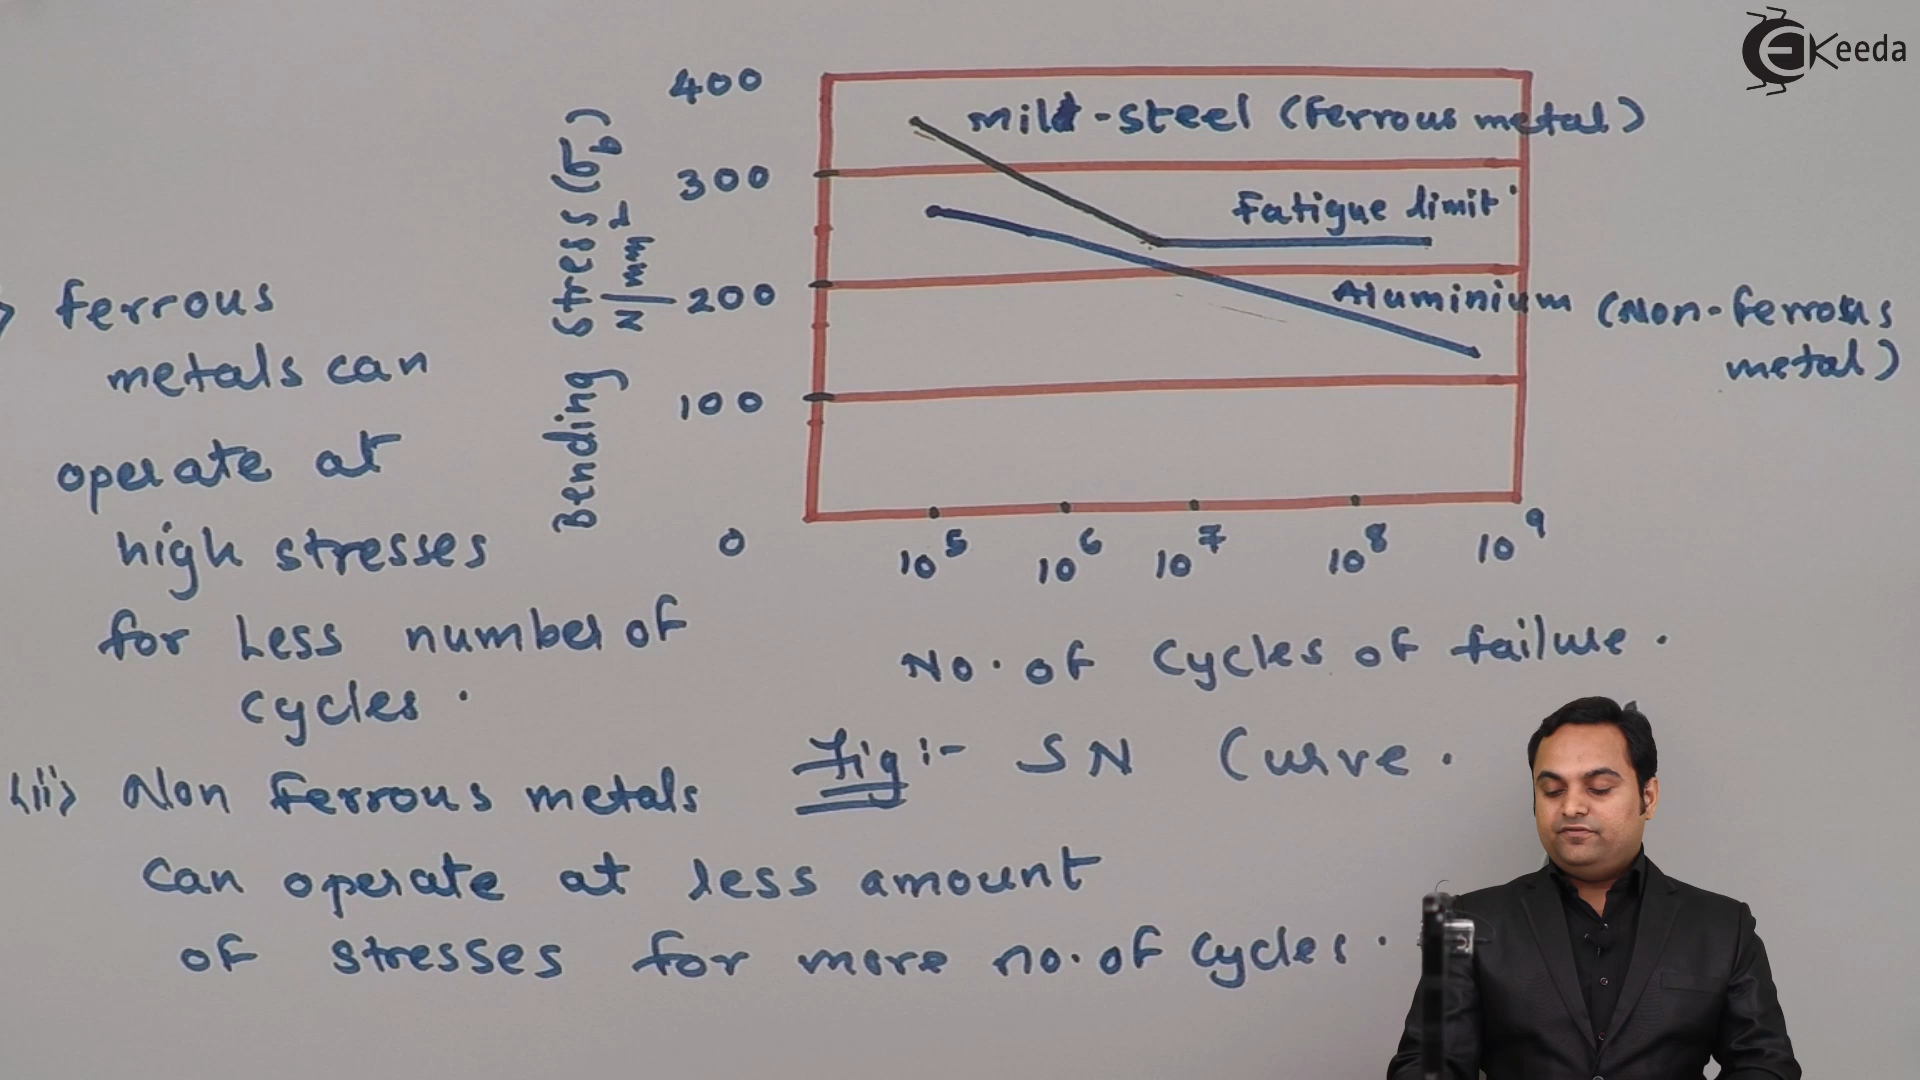 EKeeda
400
Mild-steel (Ferrous metal)
300
Fatigue limit
Bending Stress (σb)
N/mm²
200
Aluminium (Non-ferrous
metal)
100
0
10⁵ 10⁶ 10⁷ 10⁸ 10⁹
No. of Cycles of failure.
Fig:- SN Curve.
ferrous
metals can
operate at
high stresses
for Less number of
cycles.
(ii) Non ferrous metals
can operate at less amount
of stresses for more no. of cycles.